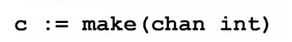 c := make(chan int)